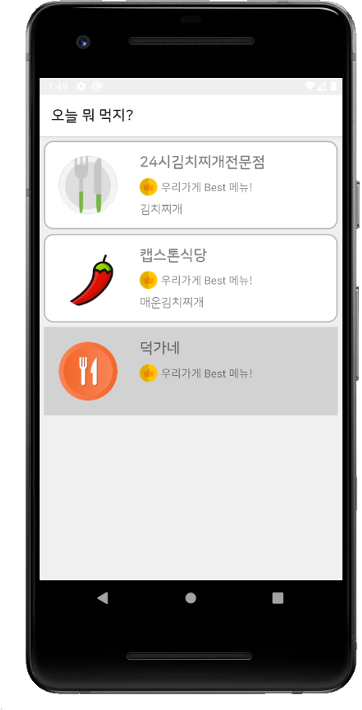 1:49
오늘 뭐 먹지?
24시김치찌개전문점
우리가게 Best 메뉴!
김치찌개
캡스톤식당
우리가게 Best 메뉴!
매운김치찌개
덕가네
우리가게 Best 메뉴!